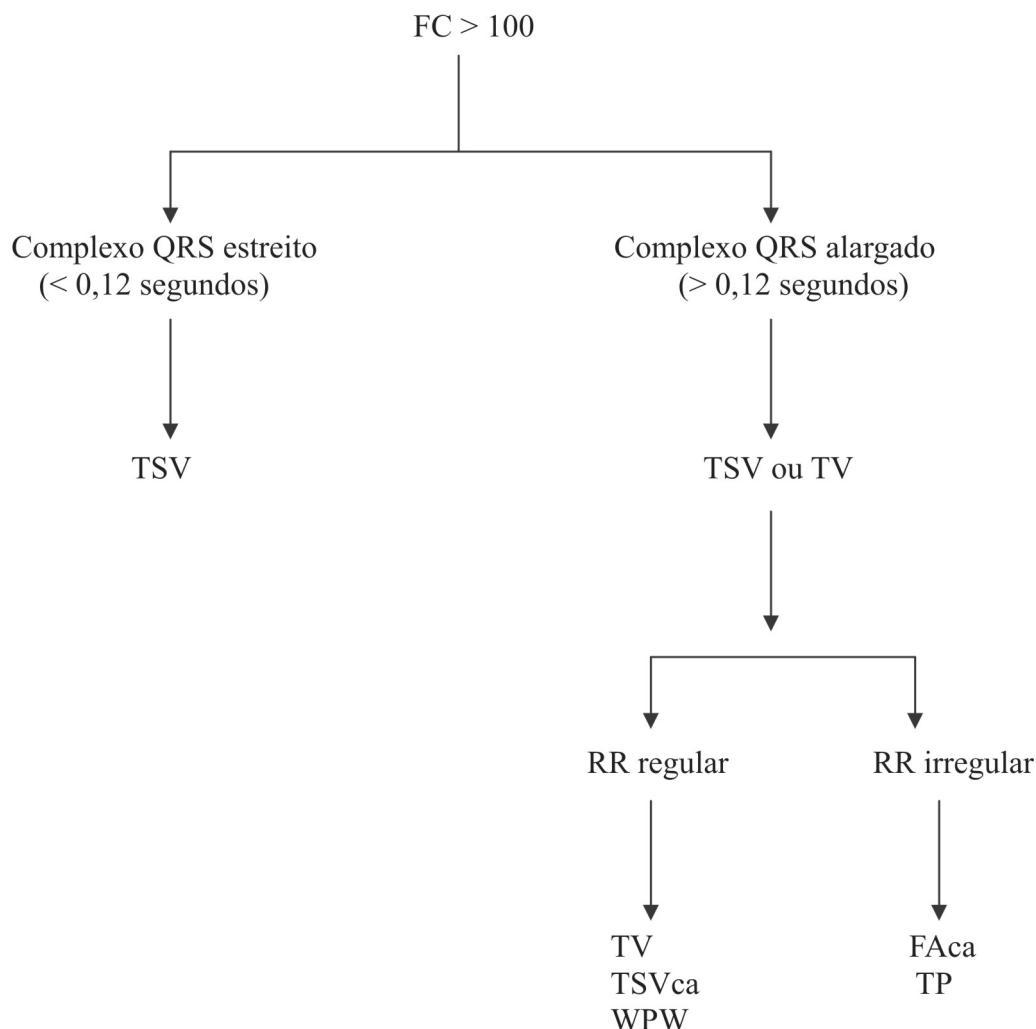 FC > 100
Complexo QRS estreito
(< 0,12 segundos)
Complexo QRS alargado
(> 0,12 segundos)
TSV
TSV ou TV
RR regular
RR irregular
TV
TSVca
WPW
FAca
TP